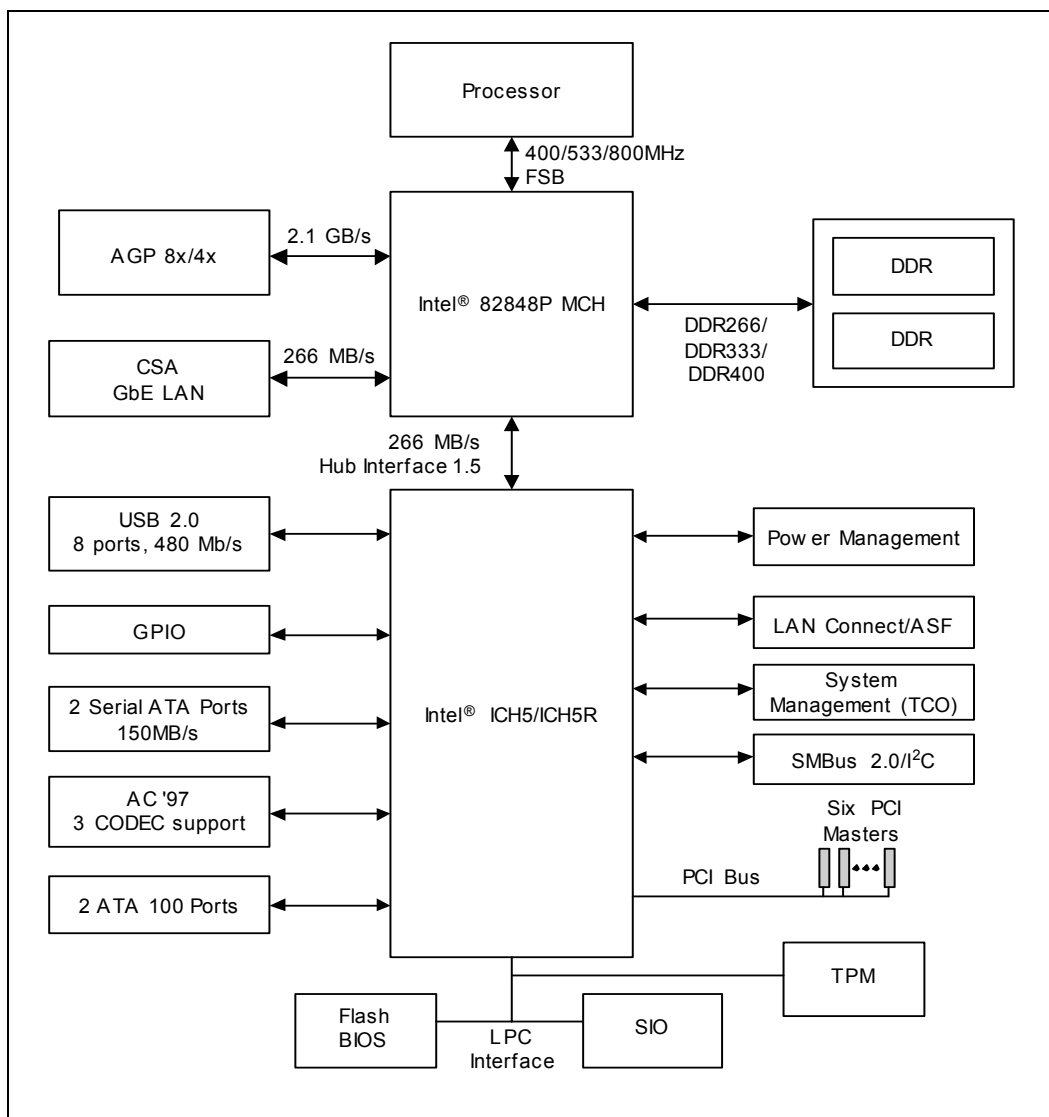 Processor
400/533/800MHz
FSB
AGP 8x/4x
2.1 GB/s
Intel® 82848P MCH
DDR
DDR
DDR266/
DDR333/
DDR400
CSA
GbE LAN
266 MB/s
266 MB/s
Hub Interface 1.5
USB 2.0
8 ports, 480 Mb/s
Power Management
GPIO
LAN Connect/ASF
2 Serial ATA Ports
150MB/s
Intel® ICH5/ICH5R
System
Management (TCO)
SMBus 2.0/I²C
AC '97
3 CODEC support
Six PCI
Masters
PCI Bus
2 ATA 100 Ports
TPM
Flash
BIOS
LPC
Interface
SIO